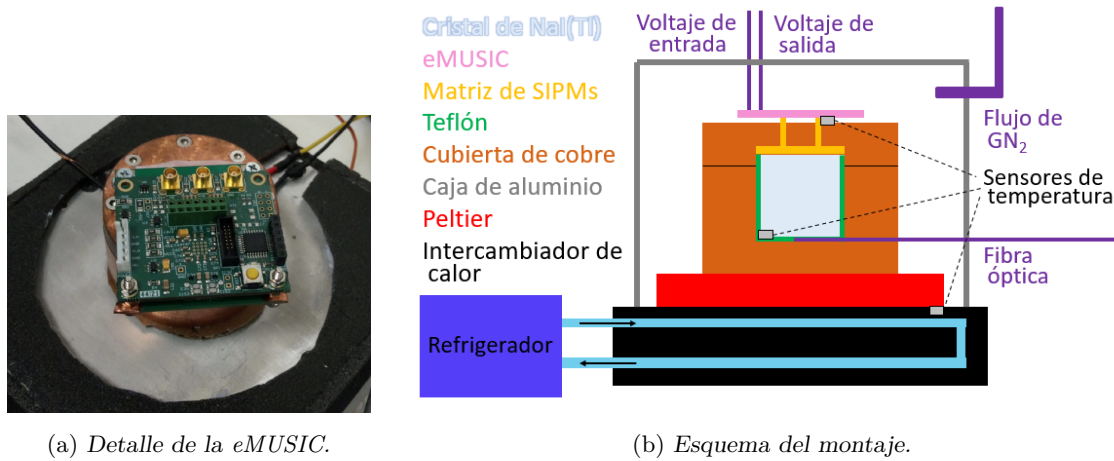 Cristal de NaI(Tl)
eMUSIC
Matriz de SIPMs
Teflón
Cubierta de cobre
Caja de aluminio
Peltier
Intercambiador de
calor
Voltaje de
entrada
Voltaje de
salida
Flujo de
GN₂
Sensores de
temperatura
Fibra
óptica
Refrigerador
(a) Detalle de la eMUSIC.
(b) Esquema del montaje.